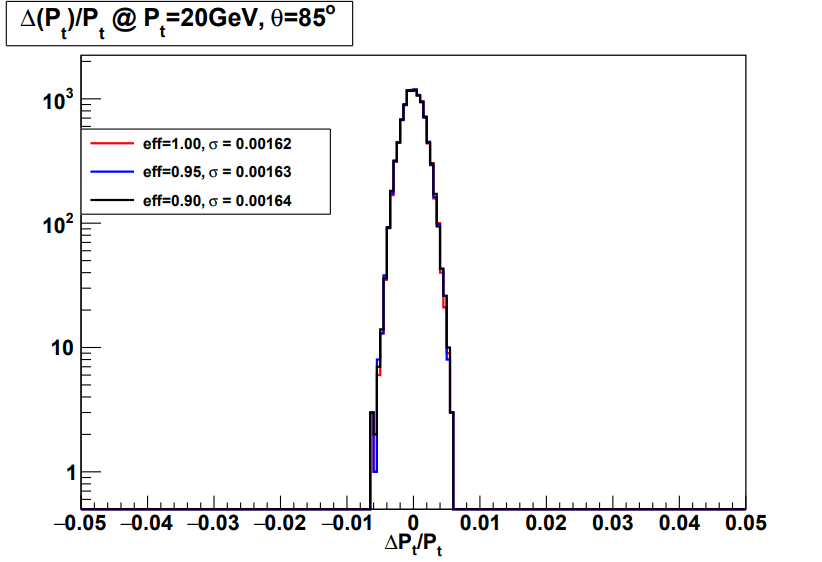 Δ(Pt)/Pt @ Pt=20GeV, θ=85°
10³
eff=1.00, σ = 0.00162
eff=0.95, σ = 0.00163
eff=0.90, σ = 0.00164
10²
10
1
−0.05 −0.04 −0.03 −0.02 −0.01 0 0.01 0.02 0.03 0.04 0.05
ΔPt/Pt